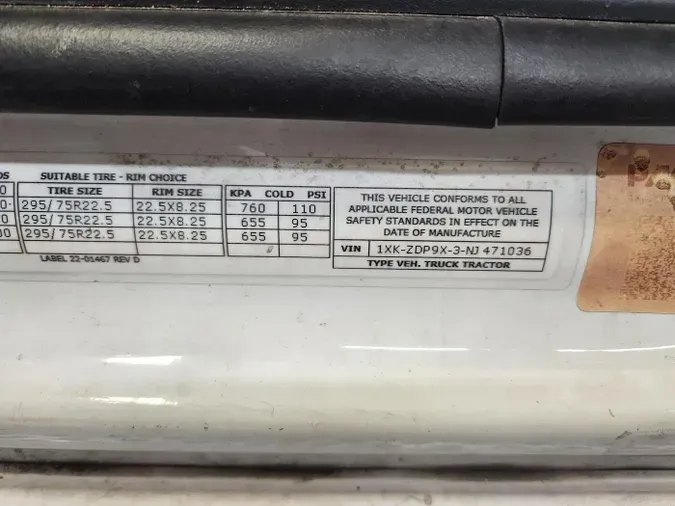 DS SUITABLE TIRE - RIM CHOICE
TIRE SIZE RIM SIZE KPA COLD PSI
295/75R22.5 22.5X8.25 760 110
295/75R22.5 22.5X8.25 655 95
295/75R22.5 22.5X8.25 655 95
LABEL 22-01467 REV D
THIS VEHICLE CONFORMS TO ALL
APPLICABLE FEDERAL MOTOR VEHICLE
SAFETY STANDARDS IN EFFECT ON THE
DATE OF MANUFACTURE
VIN 1XK-ZDP9X-3-NJ 471036
TYPE VEH. TRUCK TRACTOR